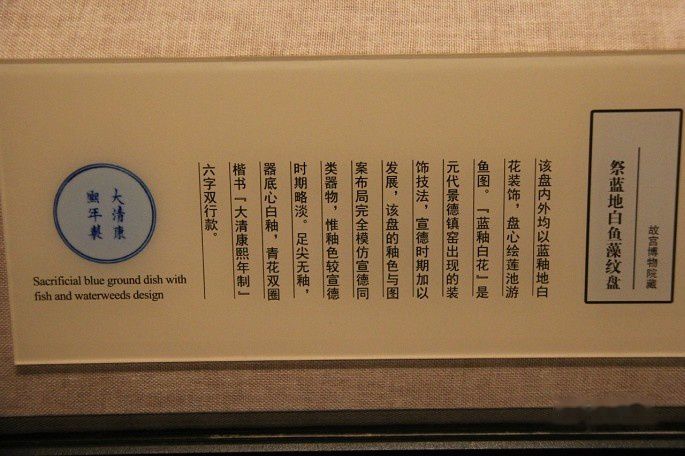 祭蓝地白鱼藻纹盘
故宫博物院藏
该盘内外均以蓝釉地白
花装饰，盘心绘莲池游
鱼图。『蓝釉白花』是
元代景德镇窑出现的装
饰技法，宣德时期加以
发展，该盘的釉色与图
案布局完全模仿宣德同
类器物，惟釉色较宣德
时期略淡。足尖无釉，
器底心白釉，青花双圈
楷书『大清康熙年制』
六字双行款。
大清康
熙年製
Sacrificial blue ground dish with
fish and waterweeds design